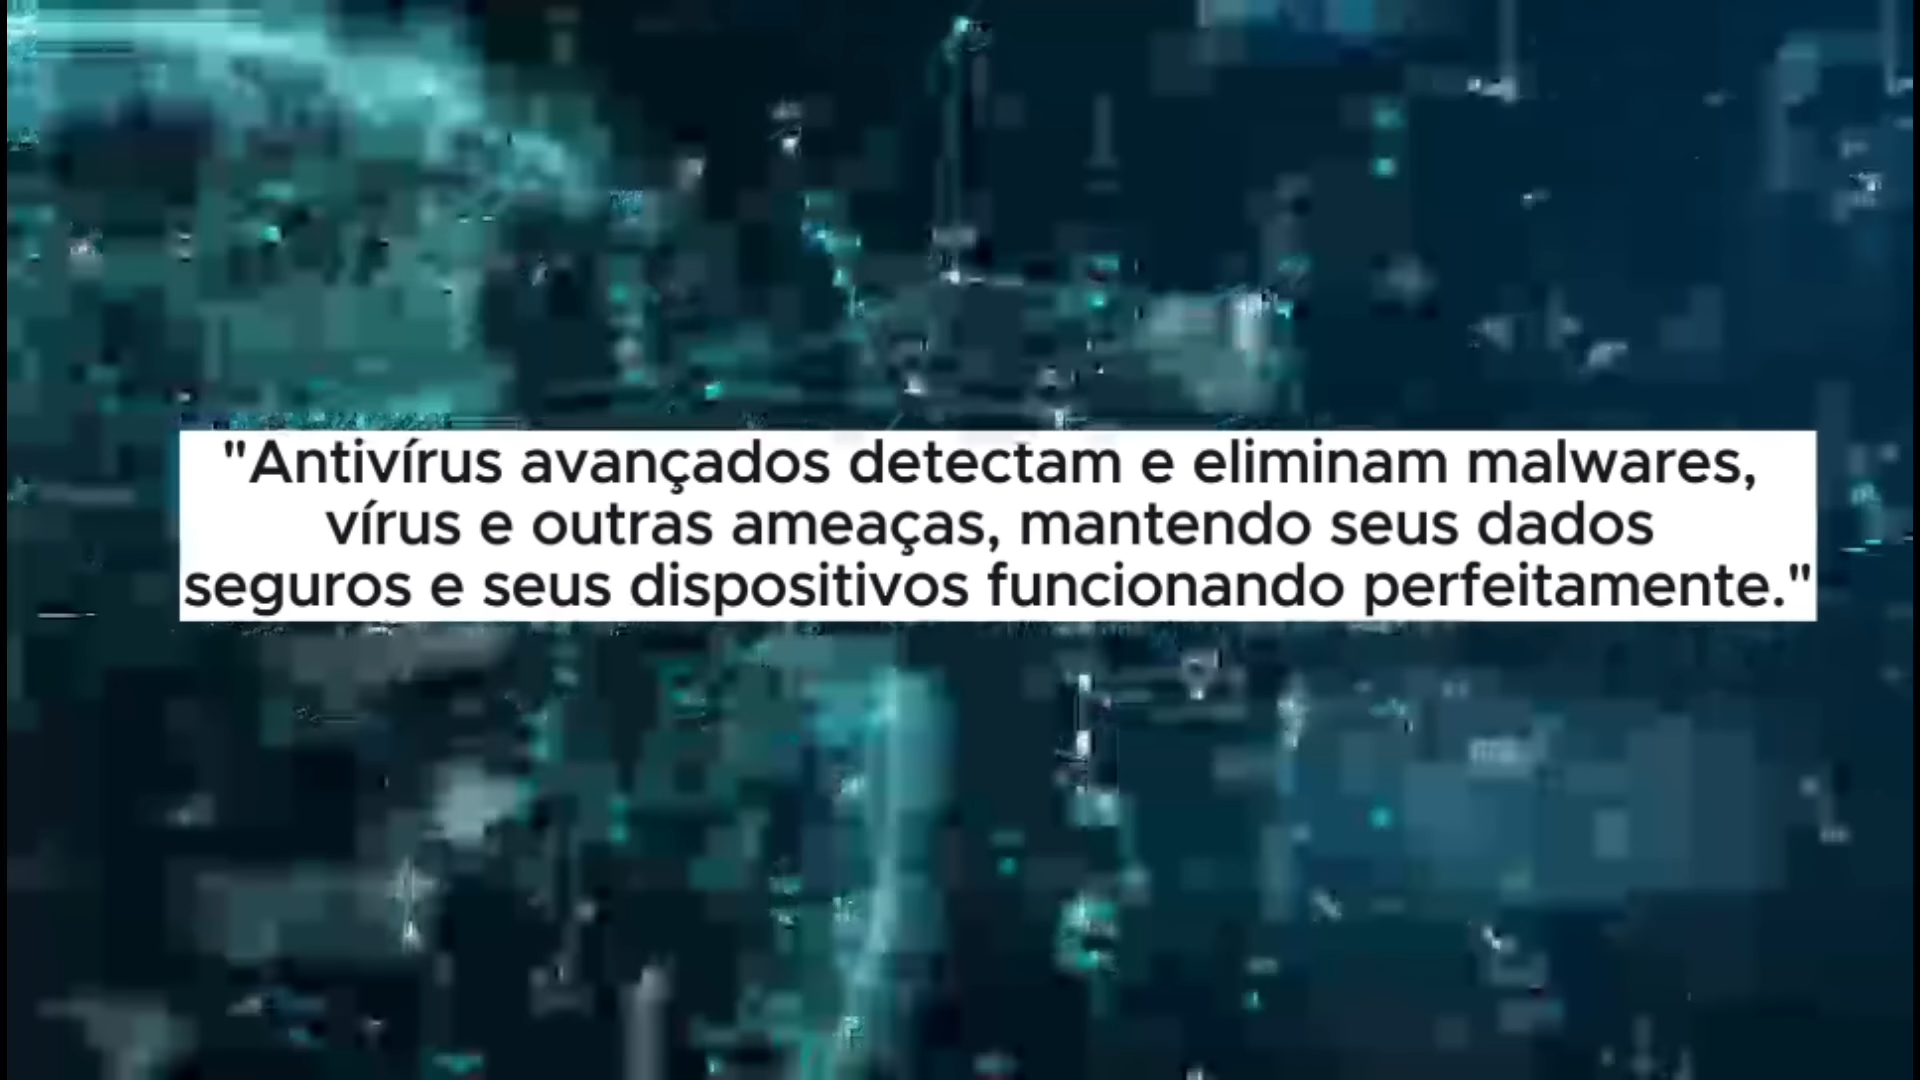 "Antivírus avançados detectam e eliminam malwares,
vírus e outras ameaças, mantendo seus dados
seguros e seus dispositivos funcionando perfeitamente."